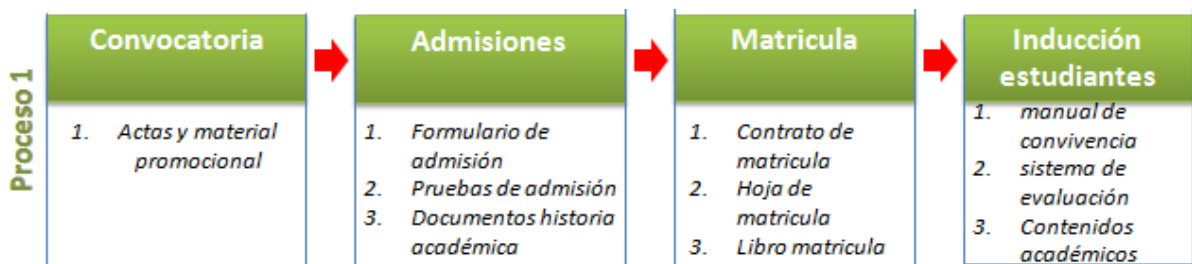 Proceso 1
Convocatoria
1. Actas y material
promocional
Admisiones
1. Formulario de
admisión
2. Pruebas de admisión
3. Documentos historia
académica
Matricula
1. Contrato de
matricula
2. Hoja de
matricula
3. Libro matricula
Inducción
estudiantes
1. manual de
convivencia
2. sistema de
evaluación
3. Contenidos
académicos